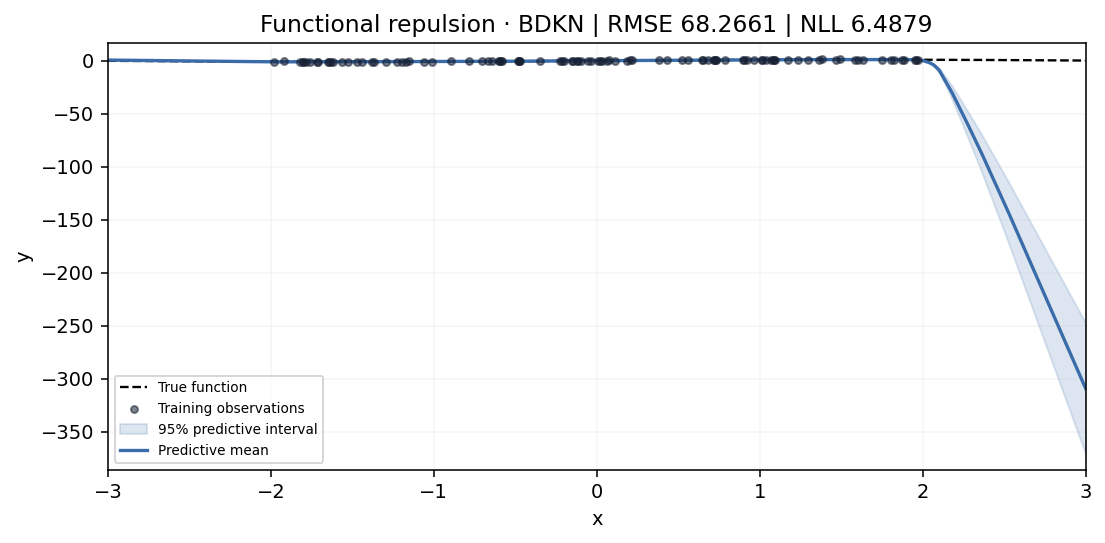 Functional repulsion · BDKN | RMSE 68.2661 | NLL 6.4879
0
−50
−100
−150
−200
−250
−300
−350
y
True function
Training observations
95% predictive interval
Predictive mean
−3
−2
−1
0
1
2
3
x